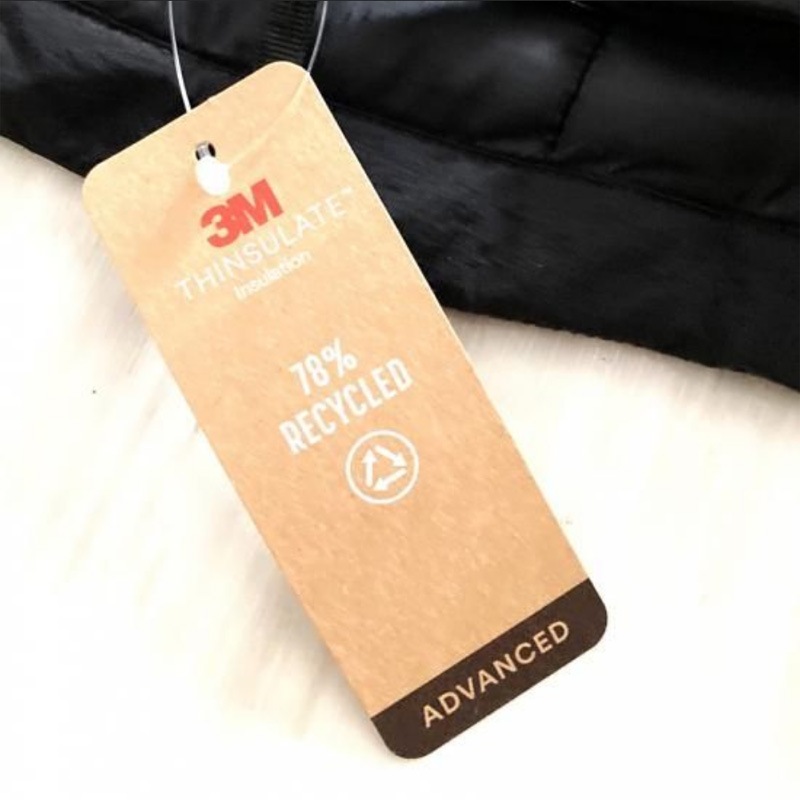 3M
THINSULATE™
Insulation
78%
RECYCLED
ADVANCED